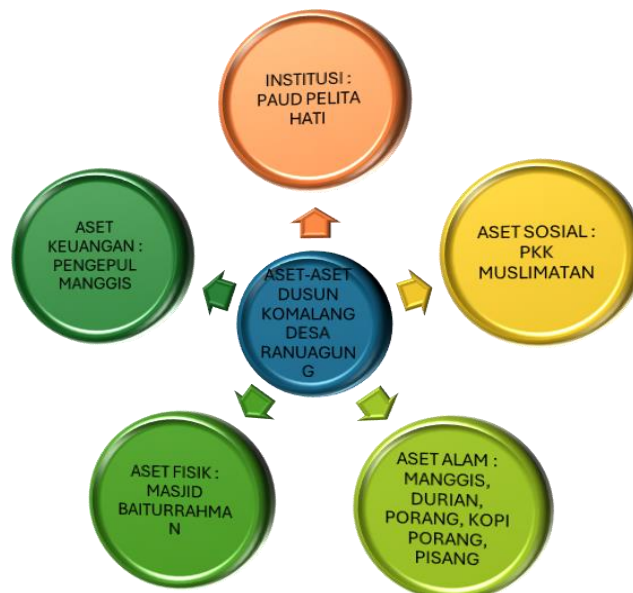 INSTITUSI :
PAUD PELITA
HATI
ASET SOSIAL :
PKK
MUSLIMATAN
ASET ALAM :
MANGGIS,
DURIAN,
PORANG, KOPI
PORANG,
PISANG
ASET FISIK :
MASJID
BAITURRAHMA
N
ASET
KEUANGAN :
PENGEPUL
MANGGIS
ASET-ASET
DUSUN
KOMALANG
DESA
RANUAGUN
G